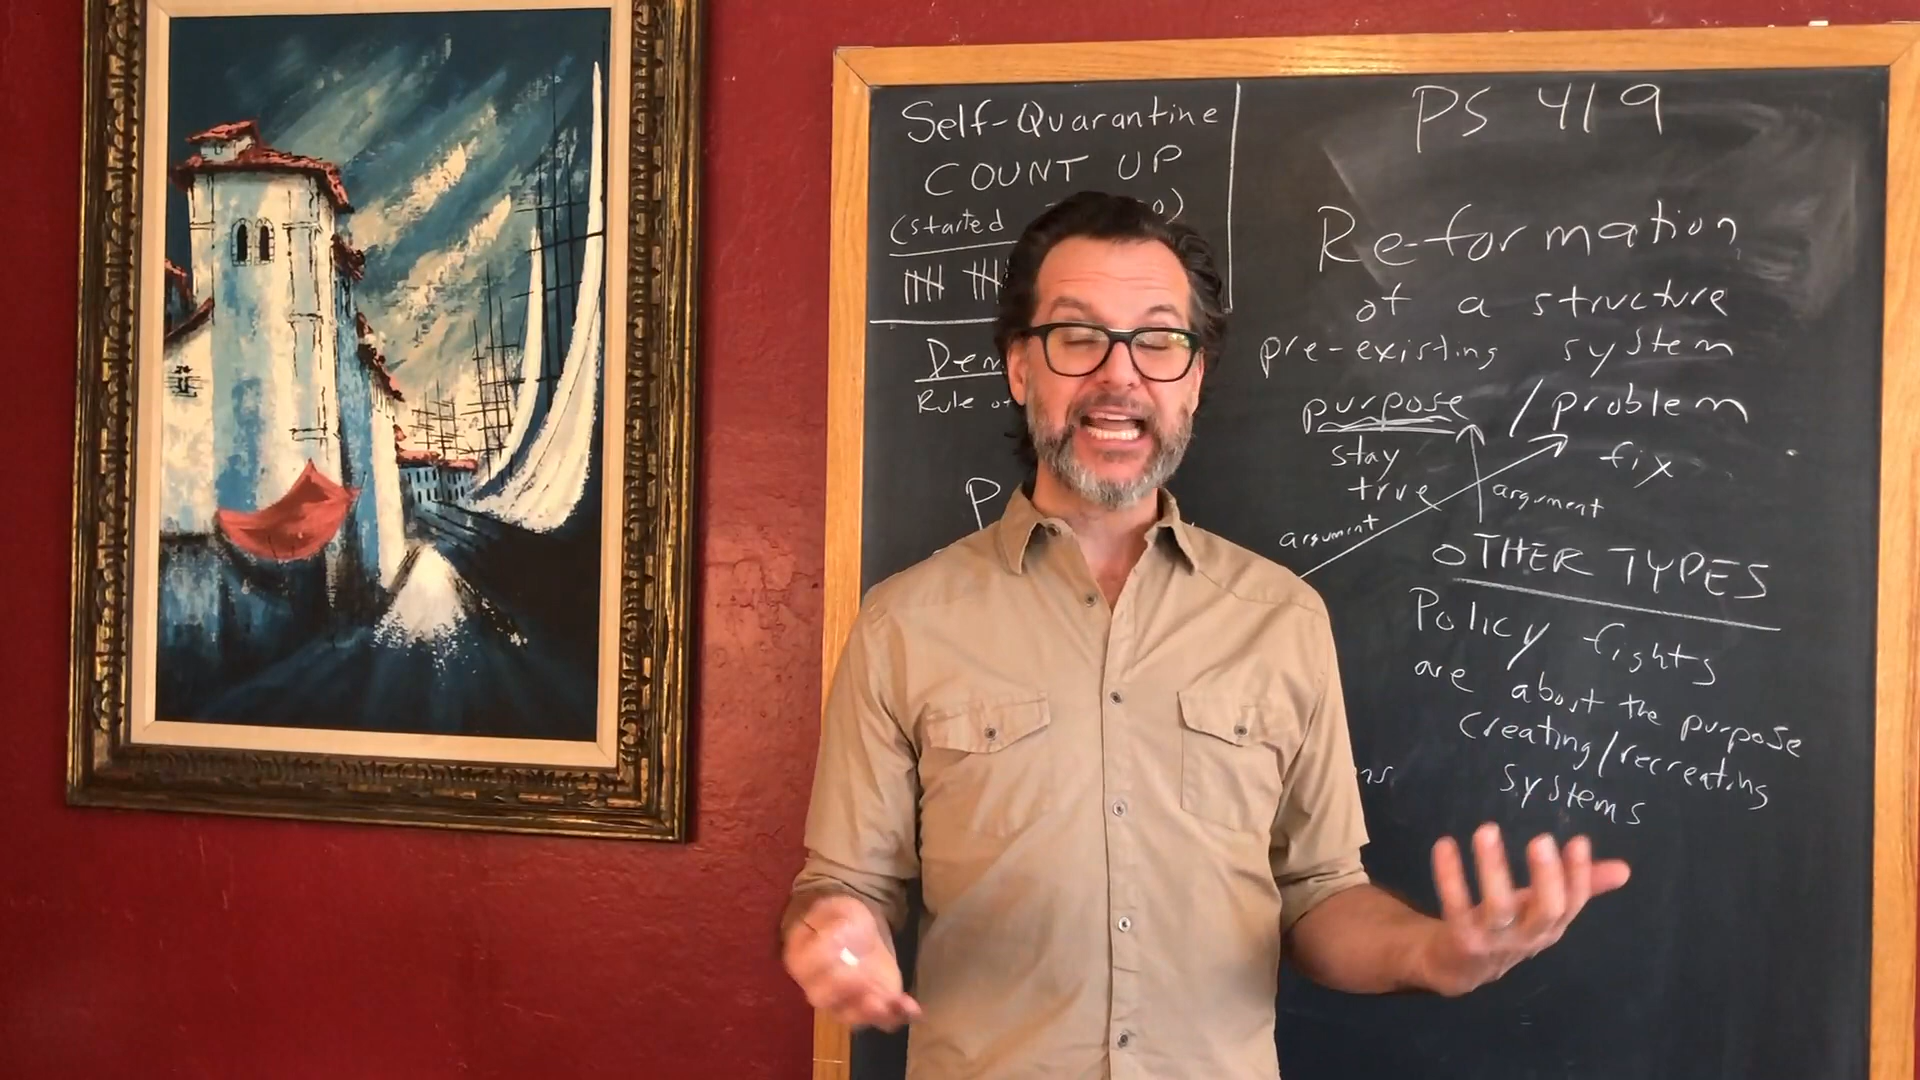 Self-Quarantine
COUNT UP
(started
Rule
PS 419
Re-formation
of a structure
pre-existing system
purpose / problem
stay fix
true
argument
argument
OTHER TYPES
Policy fights
are about the purpose
creating/recreating
systems